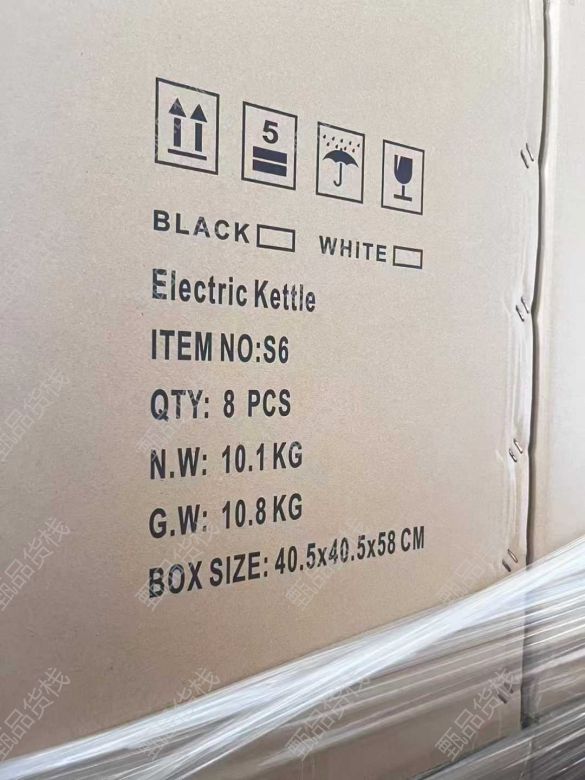 5
BLACK WHITE
Electric Kettle
ITEM NO:S6
QTY: 8 PCS
N.W: 10.1 KG
G.W: 10.8 KG
BOX SIZE: 40.5x40.5x58 CM
甄品货栈